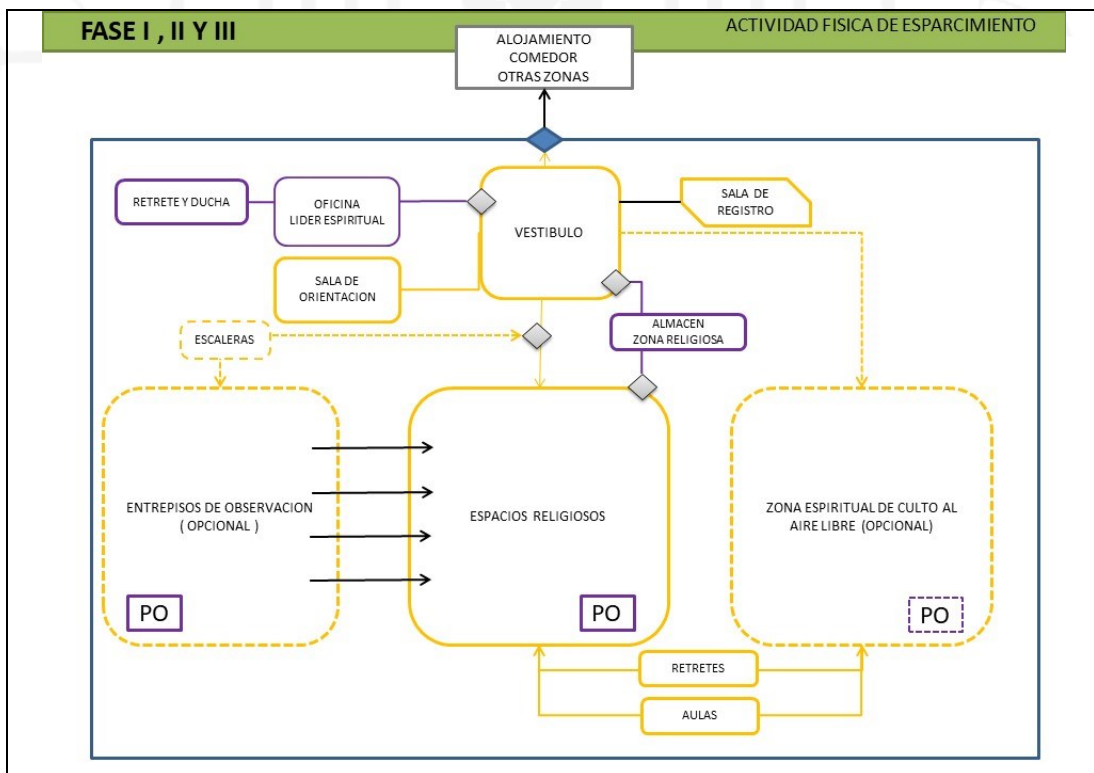 FASE I , II Y III
ACTIVIDAD FISICA DE ESPARCIMIENTO
ALOJAMIENTO
COMEDOR
OTRAS ZONAS
RETRETE Y DUCHA
OFICINA
LIDER ESPIRITUAL
VESTIBULO
SALA DE
REGISTRO
SALA DE
ORIENTACION
ESCALERAS
ALMACEN
ZONA RELIGIOSA
ENTREPISOS DE OBSERVACION
( OPCIONAL )
ESPACIOS RELIGIOSOS
ZONA ESPIRITUAL DE CULTO AL
AIRE LIBRE (OPCIONAL)
PO
PO
PO
RETRETES
AULAS